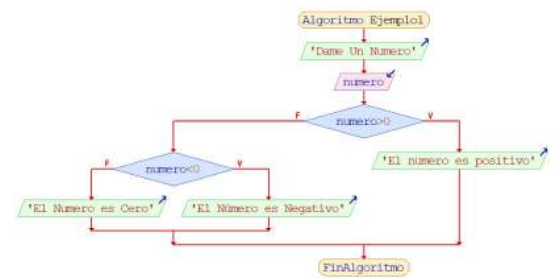 Algoritmo Ejemplo1
'Dame Un Numero'
numero
F
numero>0
V
F
numero<0
V
'El numero es positivo'
'El Numero es Cero'
'El Número es Negativo'
FinAlgoritmo